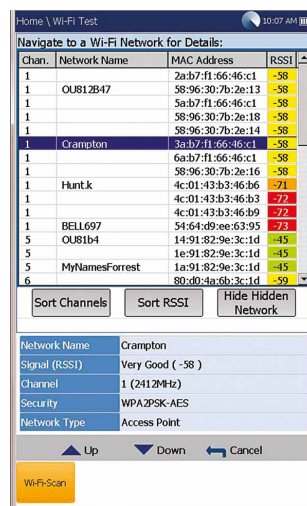 Home \ Wi-Fi Test 10:07 AM
Navigate to a Wi-Fi Network for Details:
Chan. Network Name MAC Address RSSI
1 2a:b7:f1:66:46:c1 -58
1 OU812B47 58:96:30:7b:2e:13 -58
1 5a:b7:f1:66:46:c1 -58
1 58:96:30:7b:2e:18 -58
1 58:96:30:7b:2e:14 -58
1 Crampton 3a:b7:f1:66:46:c1 -58
1 6a:b7:f1:66:46:c1 -58
1 58:96:30:7b:2e:16 -58
1 Hunt.k 4c:01:43:b3:46:b6 -71
1 4c:01:43:b3:46:b3 -72
1 4c:01:43:b3:46:b9 -72
1 BELL697 54:64:d9:ee:63:95 -73
5 OU81b4 14:91:82:9e:3c:1d -45
5 1e:91:82:9e:3c:1d -45
5 MyNamesForrest 1a:91:82:9e:3c:1d -45
6 80:d0:4a:6b:3c:1d -59
Sort Channels Sort RSSI Hide Hidden Network
Network Name Crampton
Signal (RSSI) Very Good ( -58 )
Channel 1 (2412MHz)
Security WPA2PSK-AES
Network Type Access Point
Up Down Cancel
Wi-Fi-Scan